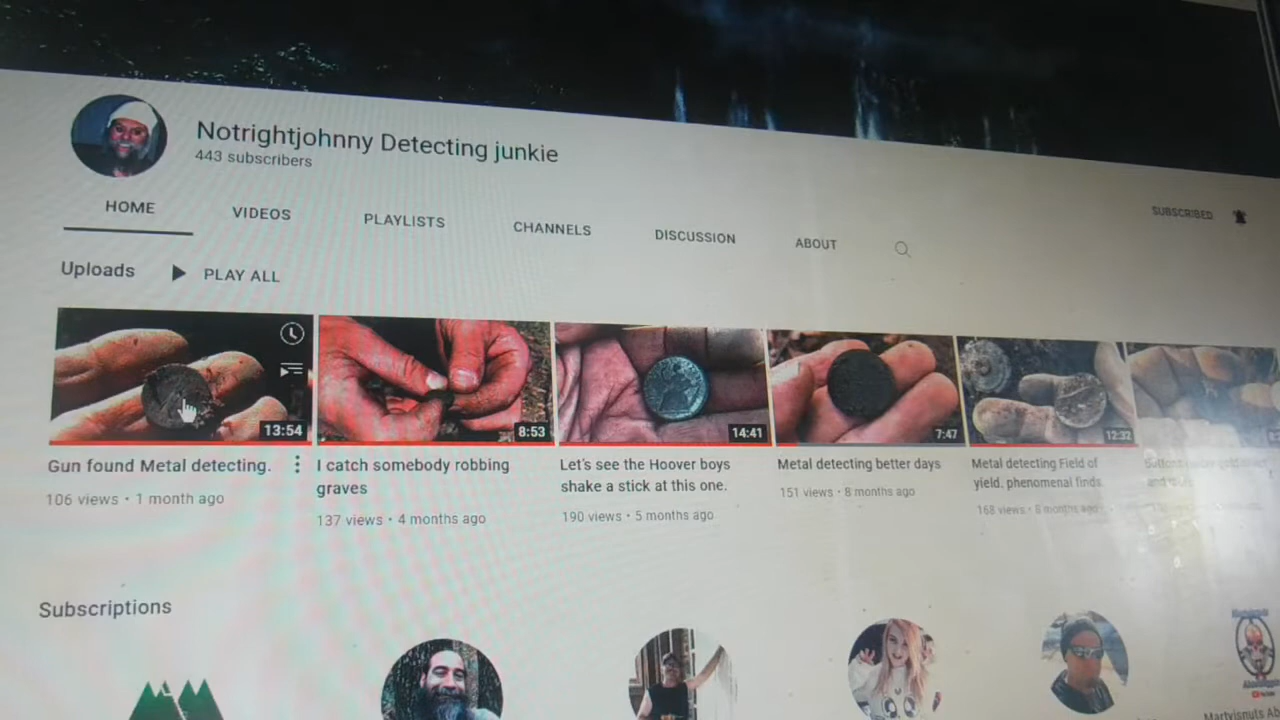 Notrightjohnny Detecting junkie
443 subscribers
HOME
VIDEOS
PLAYLISTS
CHANNELS
DISCUSSION
ABOUT
SUBSCRIBED
Uploads
PLAY ALL
13:54
8:53
14:41
7:47
12:32
Gun found Metal detecting.
106 views • 1 month ago
I catch somebody robbing
graves
137 views • 4 months ago
Let's see the Hoover boys
shake a stick at this one.
190 views • 5 months ago
Metal detecting better days
151 views • 8 months ago
Metal detecting Field of
yield. phenomenal finds
168 views • 8 months ago
Subscriptions